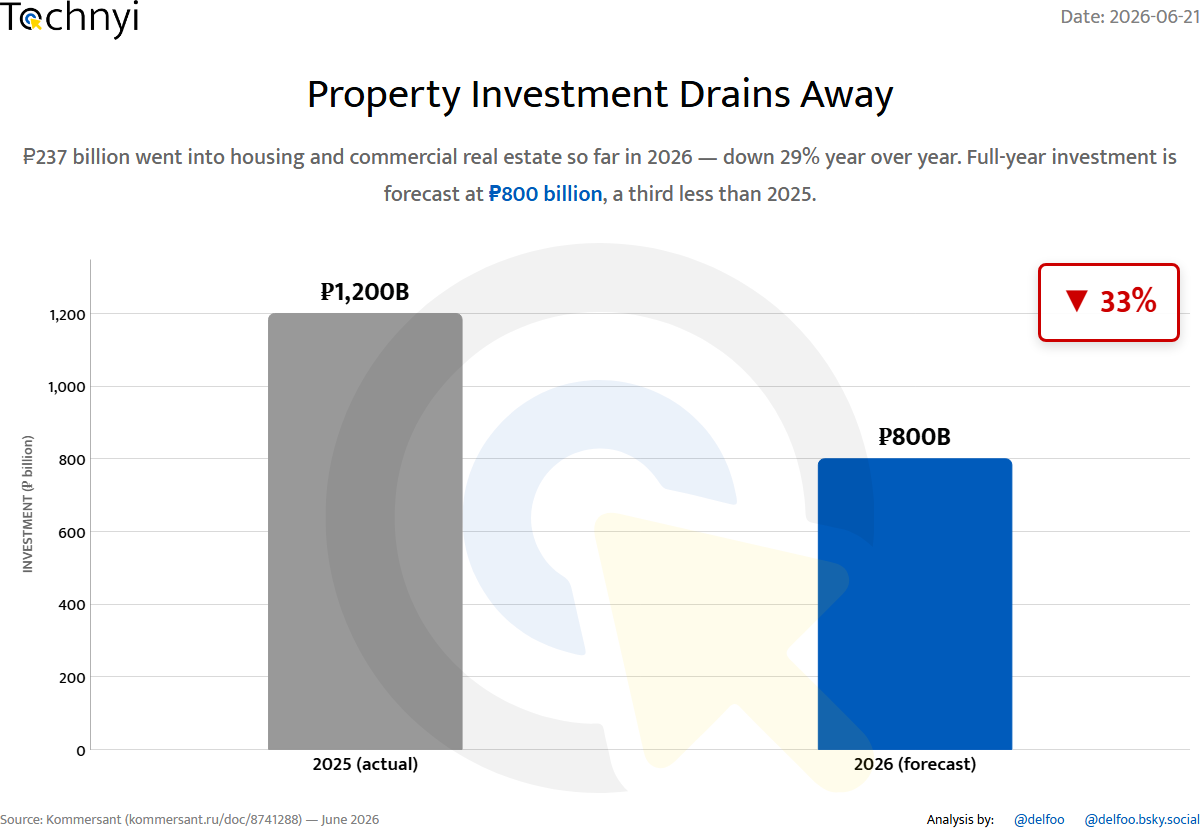 Technyi
Date: 2026-06-21
Property Investment Drains Away
₽237 billion went into housing and commercial real estate so far in 2026 — down 29% year over year. Full-year investment is
forecast at ₽800 billion, a third less than 2025.
₽1,200B
▼ 33%
1,200
1,000
₽800B
800
600
400
200
0
INVESTMENT (₽ billion)
2025 (actual)
2026 (forecast)
Source: Kommersant (kommersant.ru/doc/8741288) — June 2026
Analysis by: @delfoo @delfoo.bsky.social